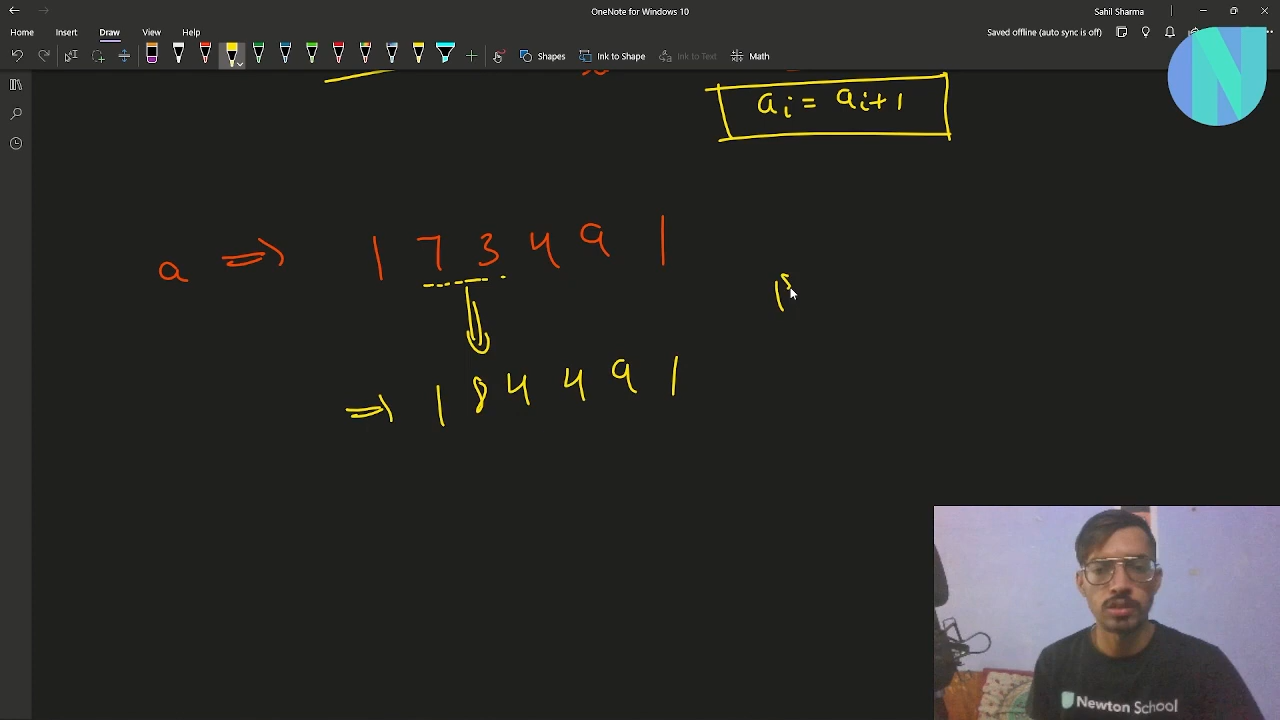 OneNote for Windows 10
Sahil Sharma
Home Insert Draw View Help
Saved offline (auto sync is off)
Shapes Ink to Shape Ink to Text Math
ai = ai+1
a ⇒ 1 7 3 4 9 1
1s
⇒ 1 8 4 4 9 1
Newton School